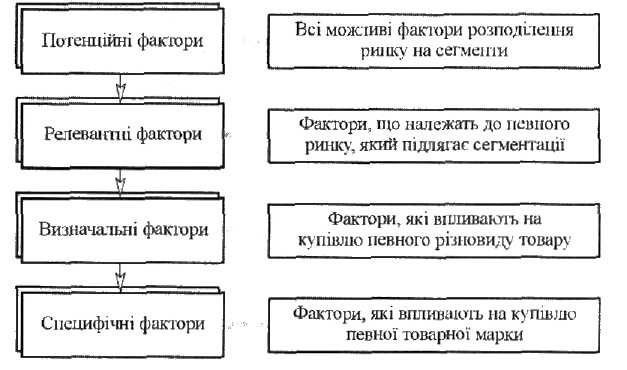 Потенційні фактори
Всі можливі фактори розподілення
ринку на сегменти
Релевантні фактори
Фактори, що належать до певного
ринку, який підлягає сегментації
Визначальні фактори
Фактори, які впливають на
купівлю певного різновиду товару
Специфічні фактори
Фактори, які впливають на купівлю
певної товарної марки